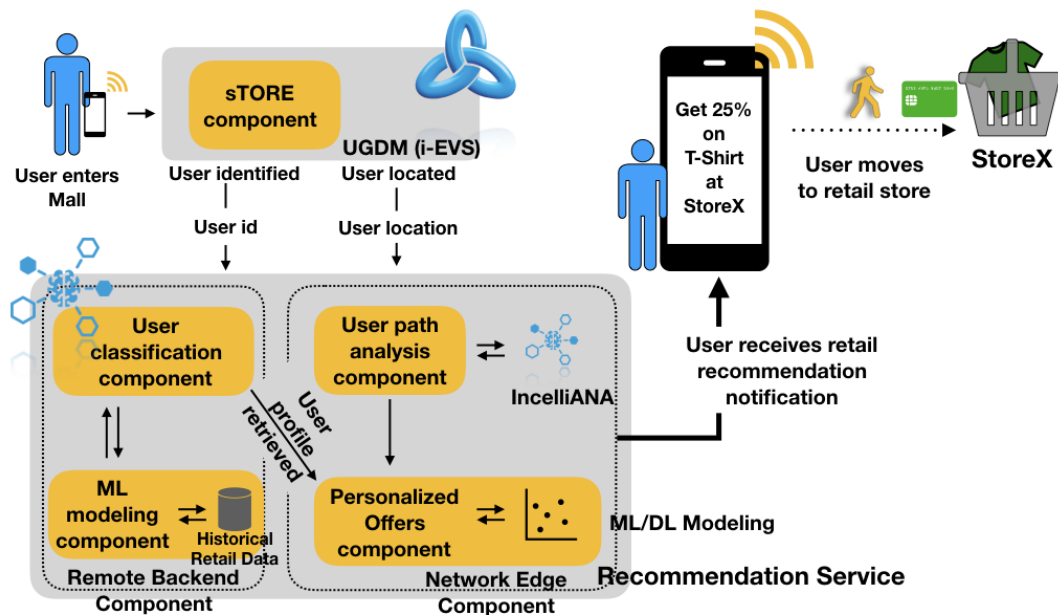 sTORE
component
UGDM (i-EVS)
User enters
Mall
User identified
User located
User id
User location
Get 25%
on
T-Shirt
at
StoreX
User moves
to retail store
StoreX
User
classification
component
User path
analysis
component
IncelliANA
User
profile
retrieved
User receives retail
recommendation
notification
ML
modeling
component
Historical
Retail Data
Personalized
Offers
component
ML/DL Modeling
Remote Backend
Component
Network Edge
Component
Recommendation Service